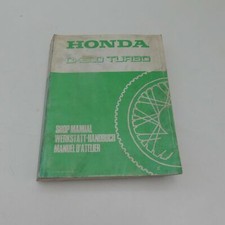 HONDA
TURBO
SHOP MANUAL
WERKSTATT-HANDBUCH
MANUEL D'ATELIER